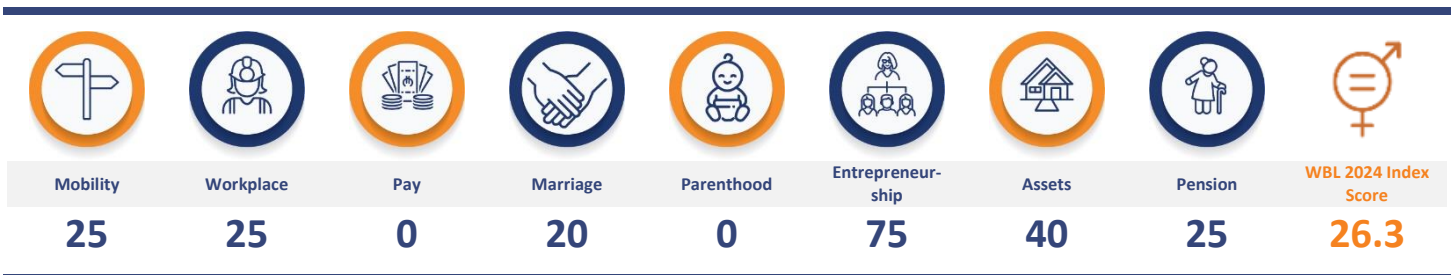 Mobility
Workplace
Pay
Marriage
Parenthood
Entrepreneur-
ship
Assets
Pension
WBL 2024 Index
Score
25
25
0
20
0
75
40
25
26.3